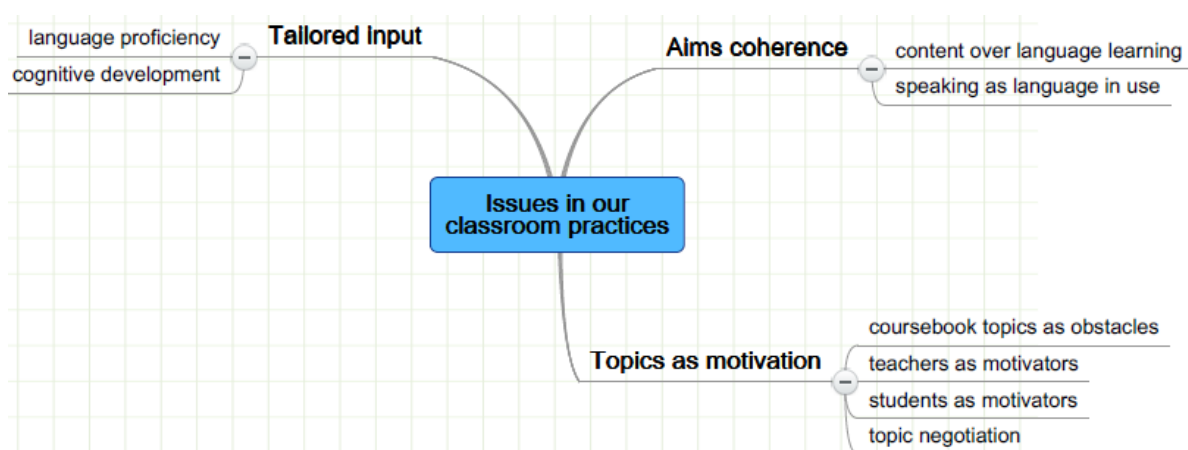 Tailored input
language proficiency
cognitive development
Aims coherence
content over language learning
speaking as language in use
Issues in our
classroom practices
Topics as motivation
coursebook topics as obstacles
teachers as motivators
students as motivators
topic negotiation